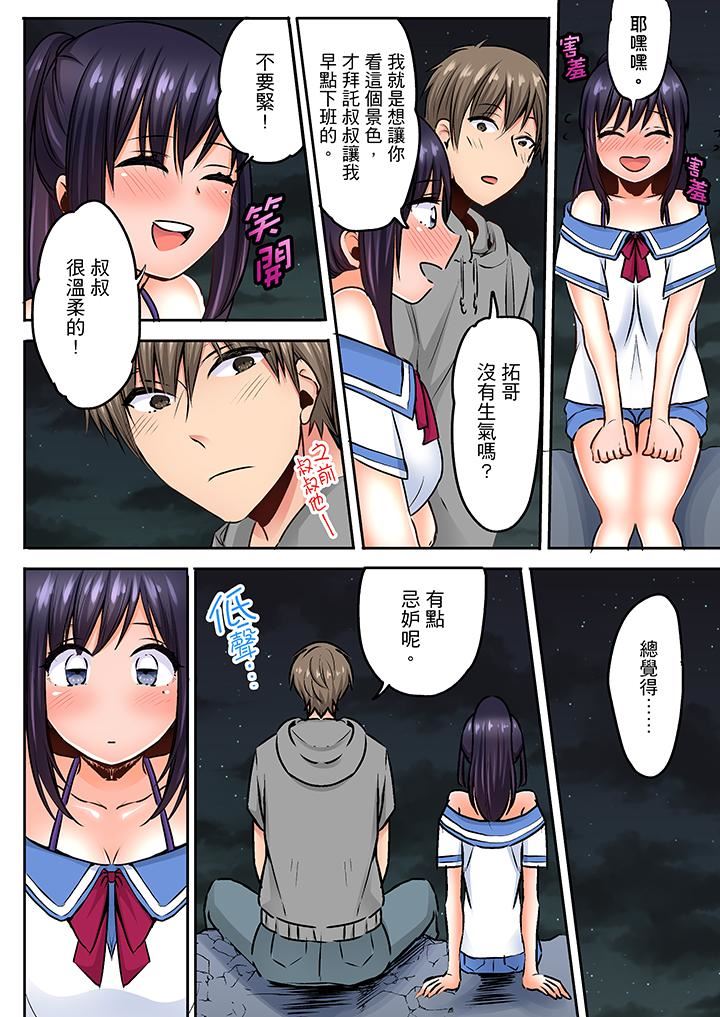 耶嘿嘿。
害羞
害羞
我就是想讓你
看這個景色，
才拜託叔叔讓我
早點下班的。
拓哥
沒有生氣嗎？
不要緊！
笑開
叔叔
很溫柔的！
之前
叔叔他—
總覺得……
有點
忌妒呢。
低聲…